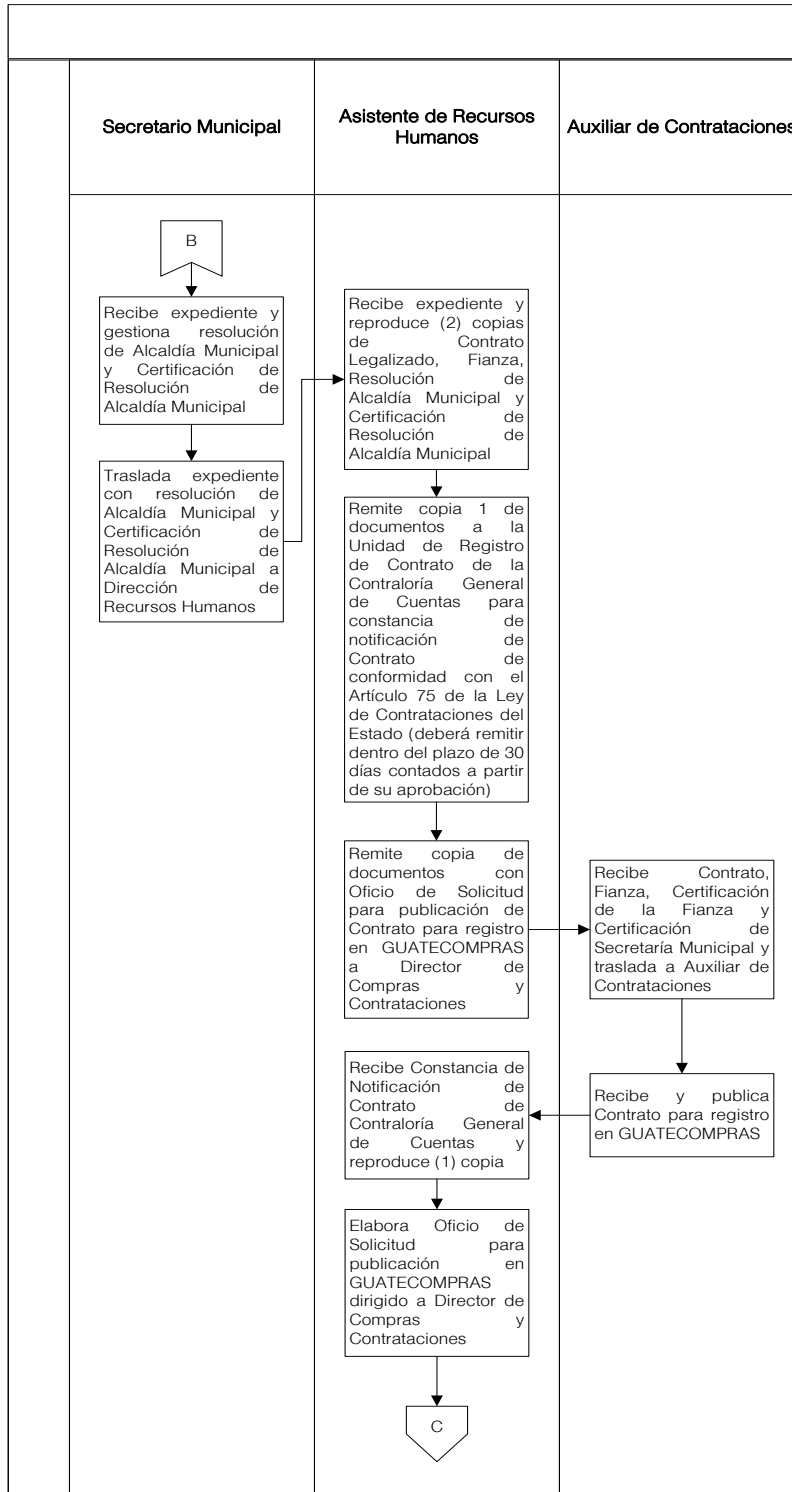 Secretario Municipal
Asistente de Recursos
Humanos
Auxiliar de Contrataciones
B
Recibe expediente y
gestiona resolución
de Alcaldía Municipal
y Certificación de
Resolución de
Alcaldía Municipal
Traslada expediente
con resolución de
Alcaldía Municipal y
Certificación de
Resolución de
Alcaldía Municipal a
Dirección de
Recursos Humanos
Recibe expediente y
reproduce (2) copias
de Contrato
Legalizado, Fianza,
Resolución de
Alcaldía Municipal y
Certificación de
Resolución de
Alcaldía Municipal
Remite copia 1 de
documentos a la
Unidad de Registro
de Contrato de la
Contraloría General
de Cuentas para
constancia de
notificación de
Contrato de
conformidad con el
Artículo 75 de la Ley
de Contrataciones del
Estado (deberá remitir
dentro del plazo de 30
días contados a partir
de su aprobación)
Remite copia de
documentos con
Oficio de Solicitud
para publicación de
Contrato para registro
en GUATECOMPRAS
a Director de
Compras y
Contrataciones
Recibe Contrato,
Fianza, Certificación
de la Fianza y
Certificación de
Secretaría Municipal y
traslada a Auxiliar de
Contrataciones
Recibe y publica
Contrato para registro
en GUATECOMPRAS
Recibe Constancia de
Notificación de
Contrato de
Contraloría General
de Cuentas y
reproduce (1) copia
Elabora Oficio de
Solicitud para
publicación en
GUATECOMPRAS
dirigido a Director de
Compras y
Contrataciones
C